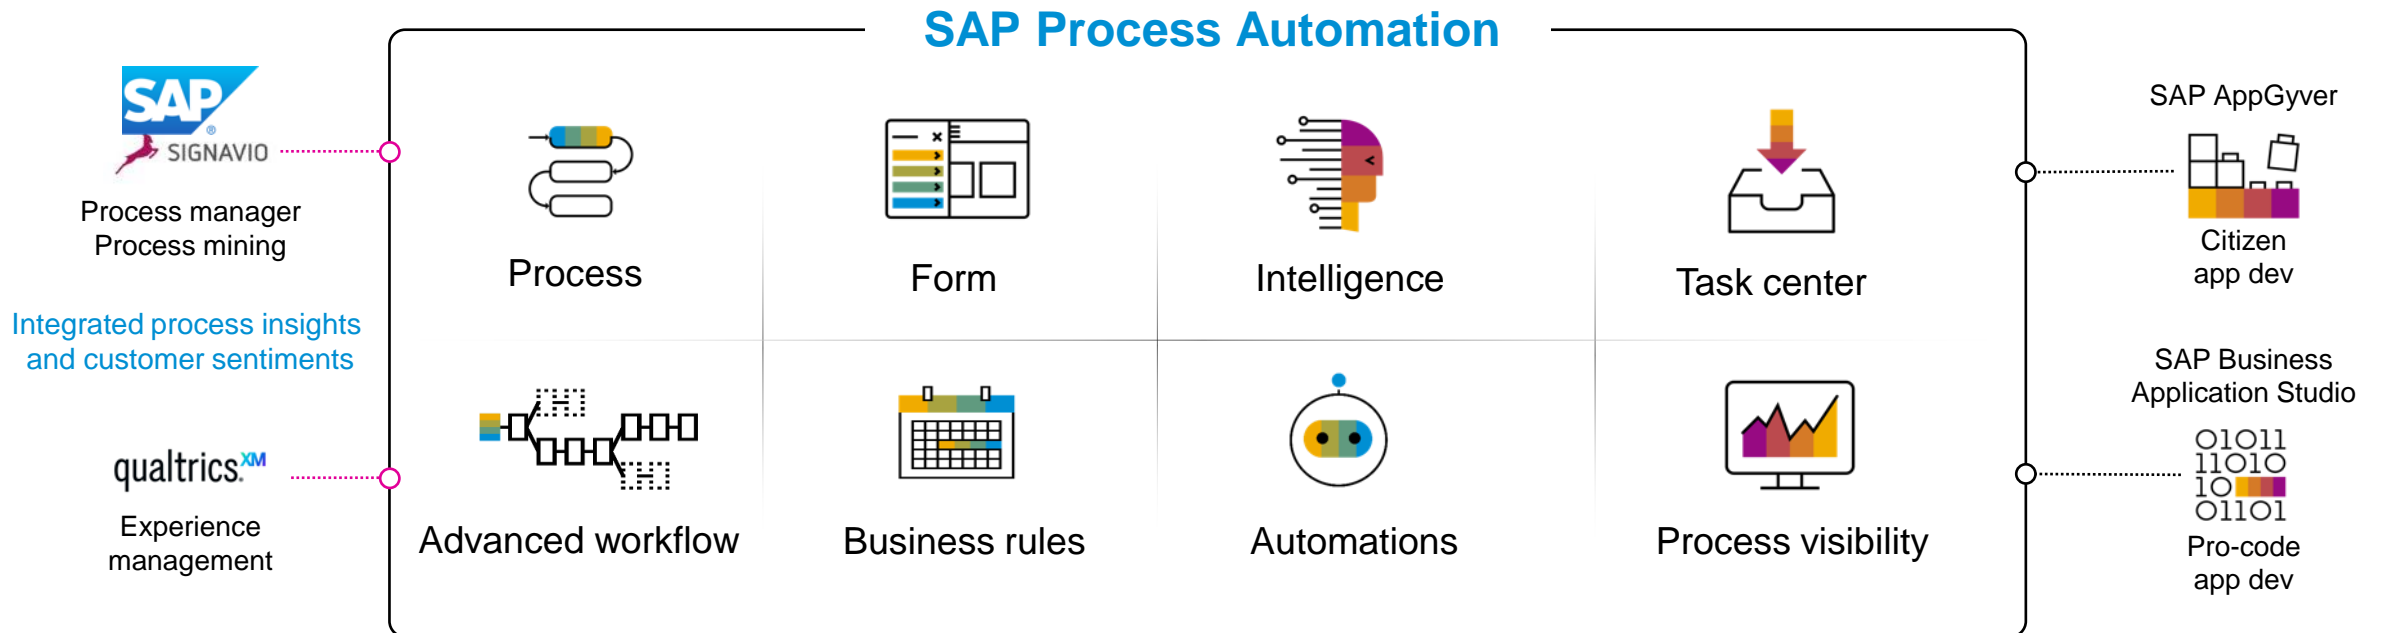 SAP Process Automation
SAP
®
SIGNAVIO
Process manager
Process mining
Integrated process insights
and customer sentiments
qualtrics.XM
Experience
management
Process
Form
Intelligence
Task center
Advanced workflow
Business rules
Automations
Process visibility
SAP AppGyver
Citizen
app dev
SAP Business
Application Studio
01011
11010
10
01101
Pro-code
app dev